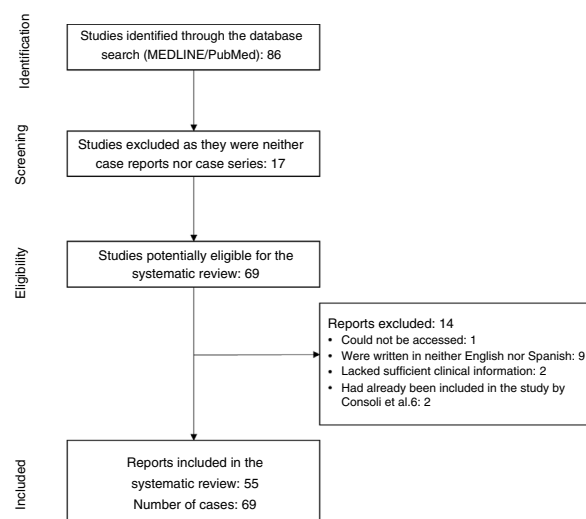 Identification
Studies identified through the database
search (MEDLINE/PubMed): 86
Screening
Studies excluded as they were neither
case reports nor case series: 17
Eligibility
Studies potentially eligible for the
systematic review: 69
Reports excluded: 14
• Could not be accessed: 1
• Were written in neither English nor Spanish: 9
• Lacked sufficient clinical information: 2
• Had already been included in the study by
Consoli et al.6: 2
Included
Reports included in the
systematic review: 55
Number of cases: 69